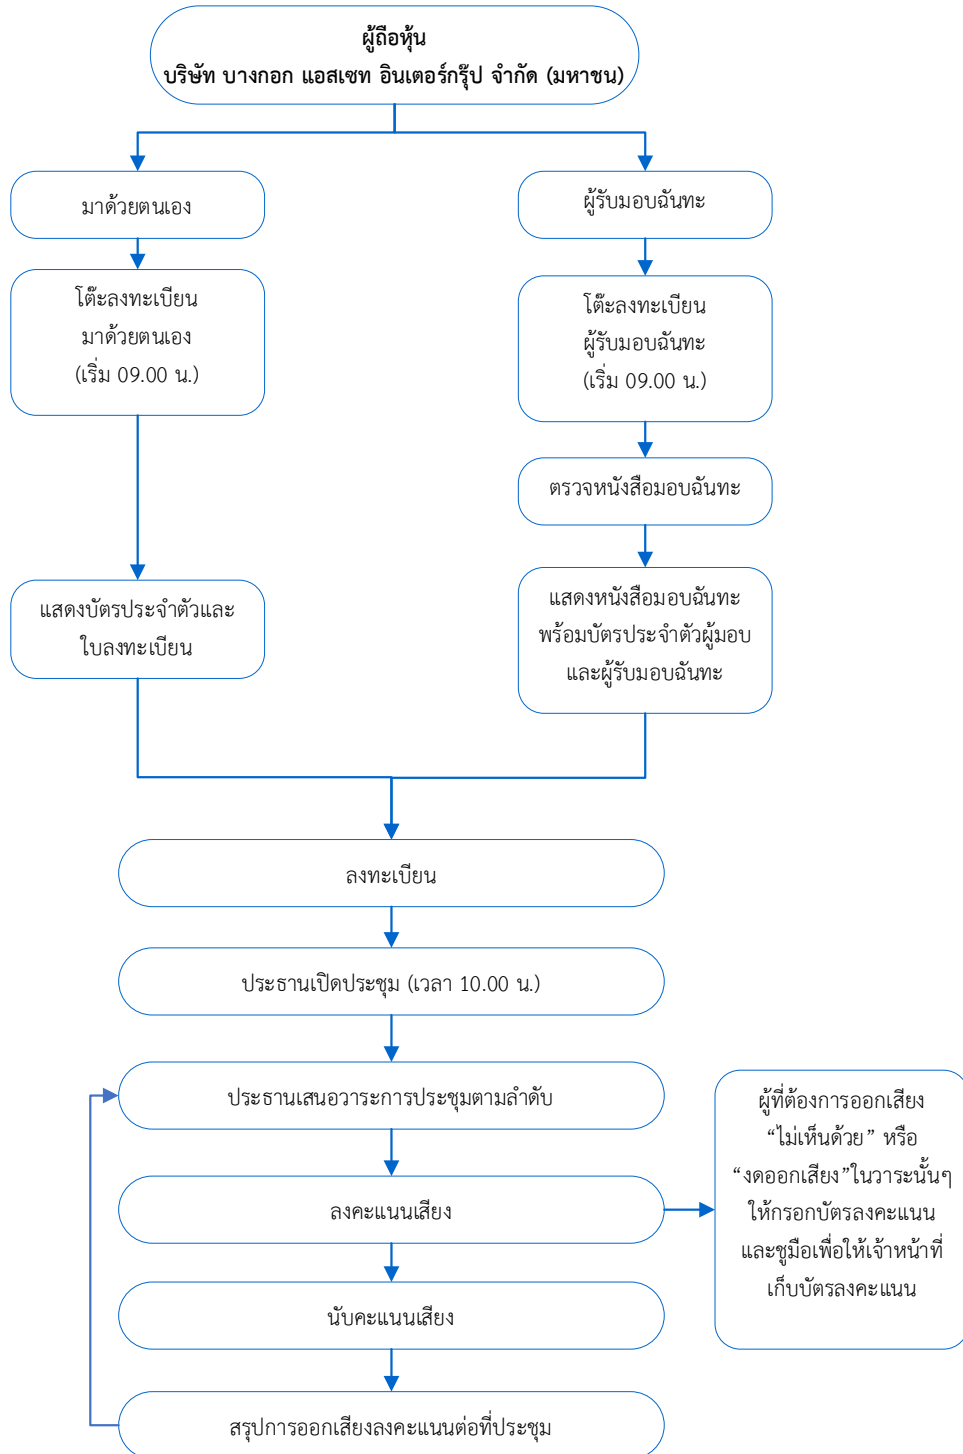 ผู้ถือหุ้น
บริษัท บางกอก แอสเซท อินเตอร์กรุ๊ป จำกัด (มหาชน)
มาด้วยตนเอง
โต๊ะลงทะเบียน
มาด้วยตนเอง
(เริ่ม 09.00 น.)
แสดงบัตรประจำตัวและ
ใบลงทะเบียน
ผู้รับมอบฉันทะ
โต๊ะลงทะเบียน
ผู้รับมอบฉันทะ
(เริ่ม 09.00 น.)
ตรวจหนังสือมอบฉันทะ
แสดงหนังสือมอบฉันทะ
พร้อมบัตรประจำตัวผู้มอบ
และผู้รับมอบฉันทะ
ลงทะเบียน
ประธานเปิดประชุม (เวลา 10.00 น.)
ประธานเสนอวาระการประชุมตามลำดับ
ลงคะแนนเสียง
ผู้ที่ต้องการออกเสียง
“ไม่เห็นด้วย” หรือ
“งดออกเสียง”ในวาระนั้นๆ
ให้กรอกบัตรลงคะแนน
และชูมือเพื่อให้เจ้าหน้าที่
เก็บบัตรลงคะแนน
นับคะแนนเสียง
สรุปการออกเสียงลงคะแนนต่อที่ประชุม